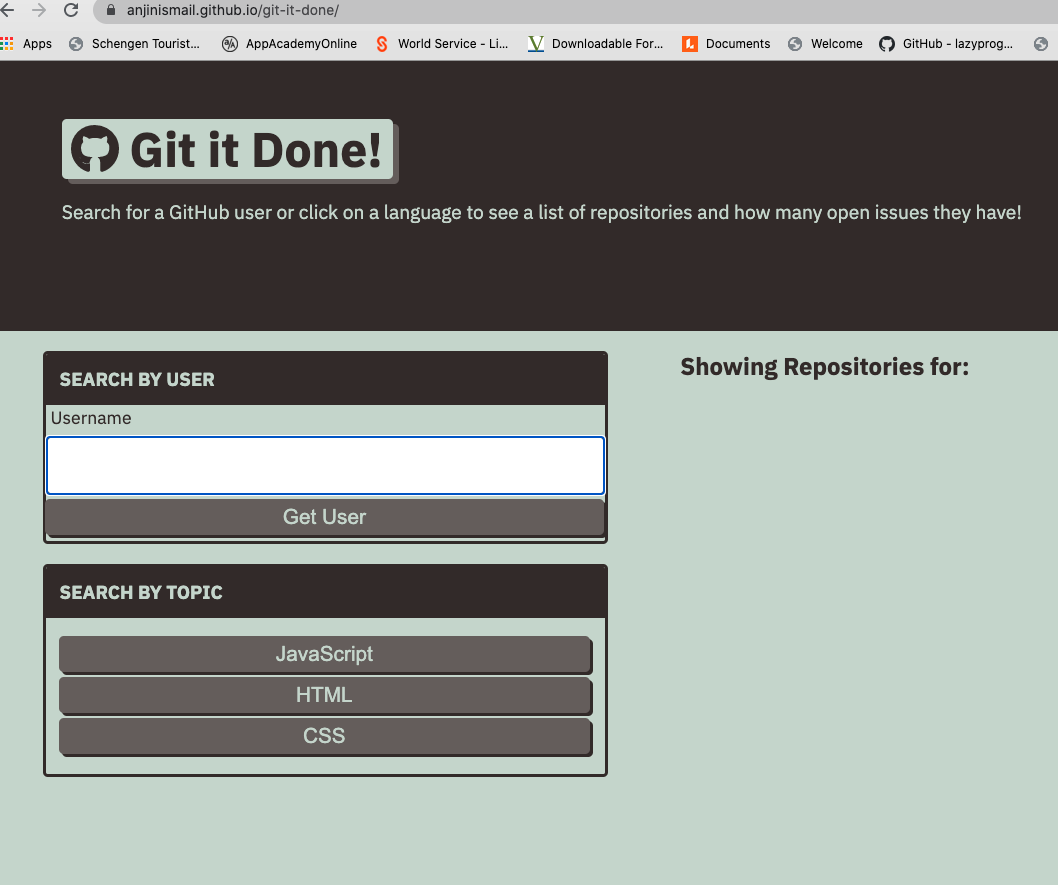 anjinismail.github.io/git-it-done/
Apps Schengen Tourist... AppAcademyOnline World Service - Li... Downloadable For... Documents Welcome GitHub - lazyprog...
Git it Done!
Search for a GitHub user or click on a language to see a list of repositories and how many open issues they have!
SEARCH BY USER
Showing Repositories for:
Username
Get User
SEARCH BY TOPIC
JavaScript
HTML
CSS